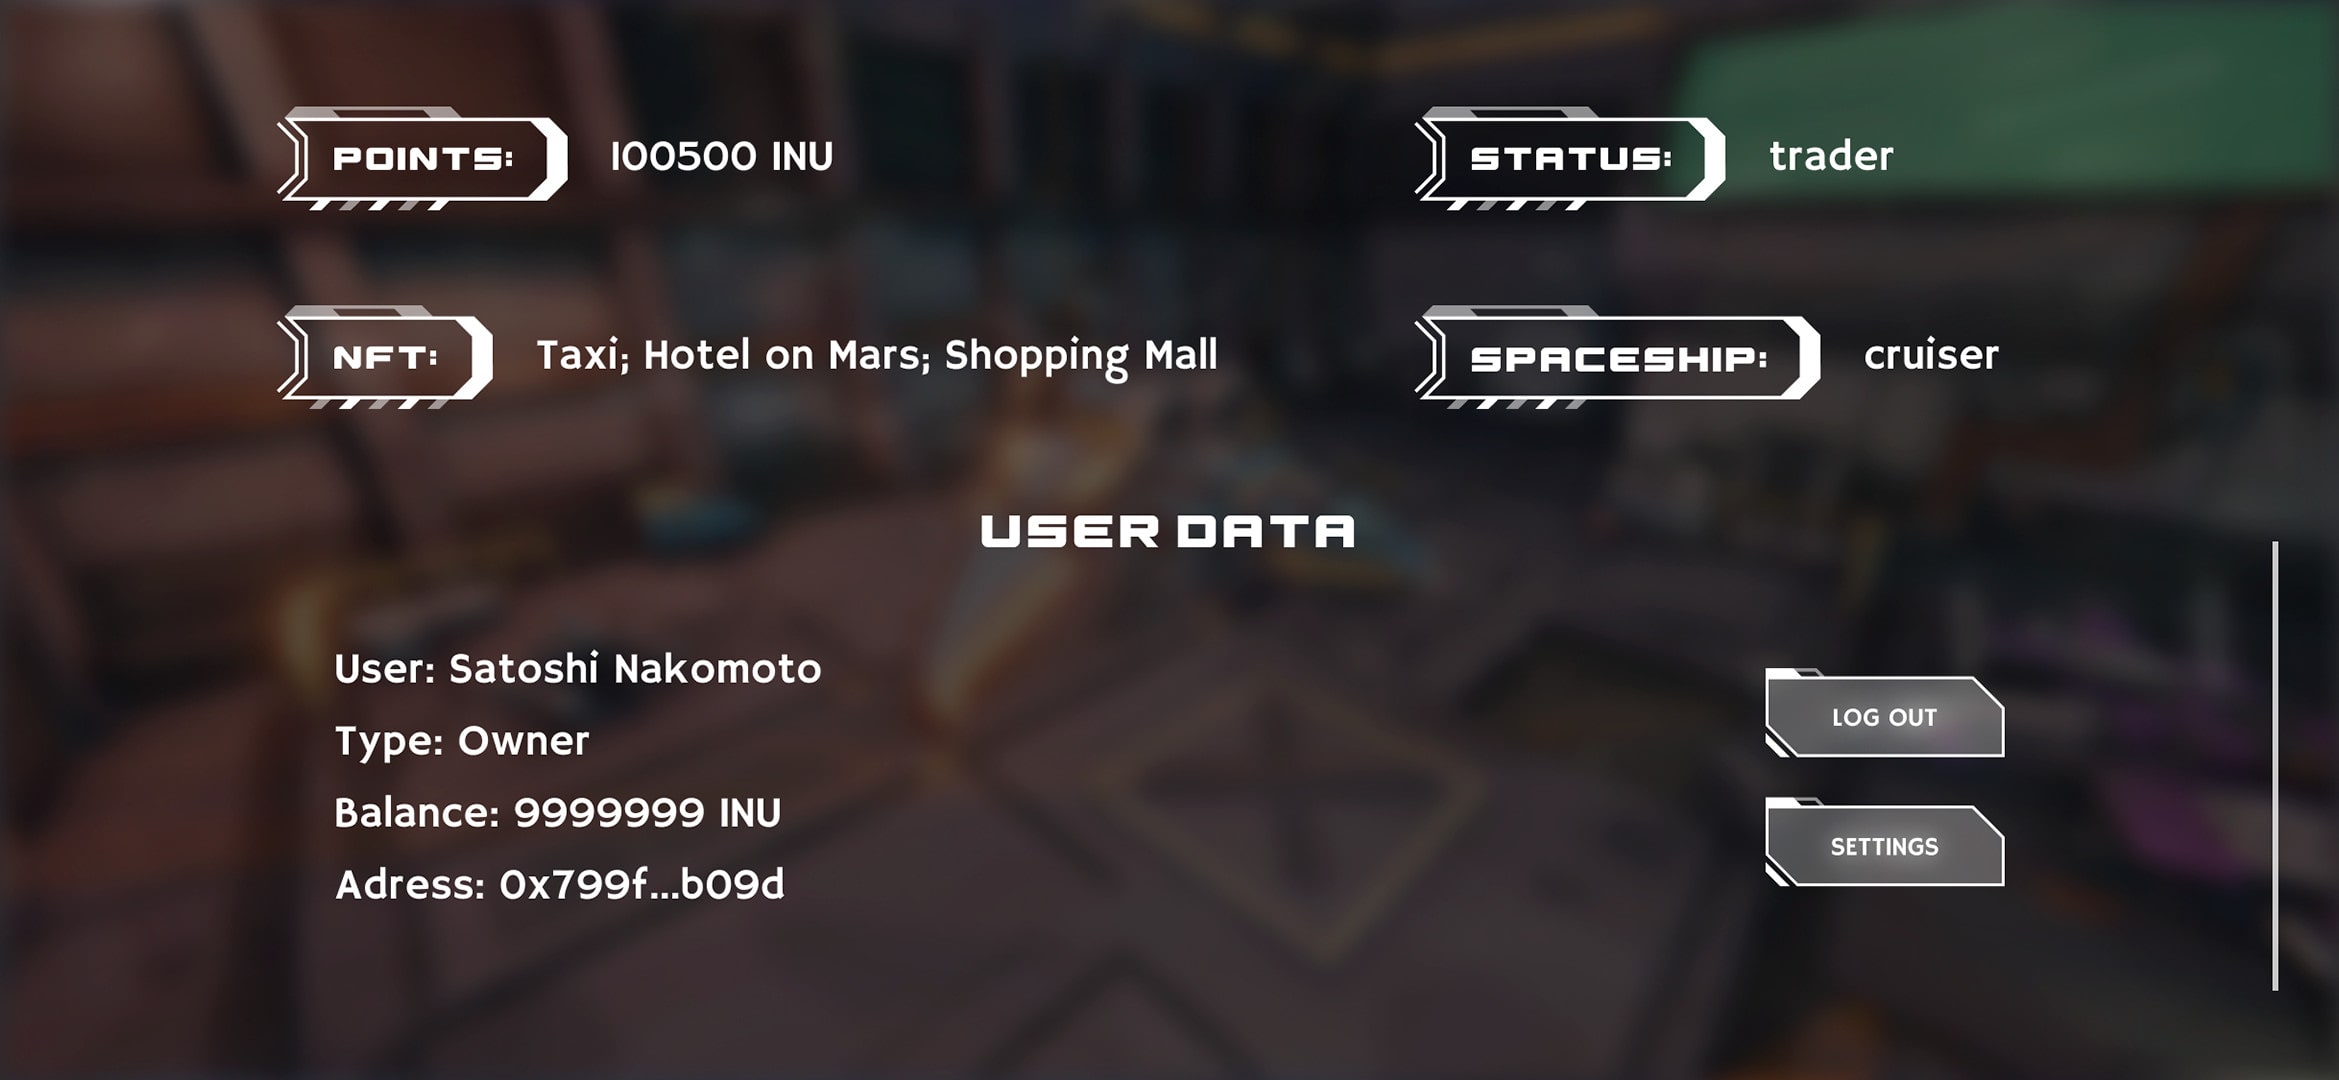 POINTS: 100500 INU
STATUS: trader
NFT: Taxi; Hotel on Mars; Shopping Mall
SPACESHIP: cruiser
USER DATA
User: Satoshi Nakomoto
Type: Owner
Balance: 9999999 INU
Adress: 0x799f...b09d
LOG OUT
SETTINGS